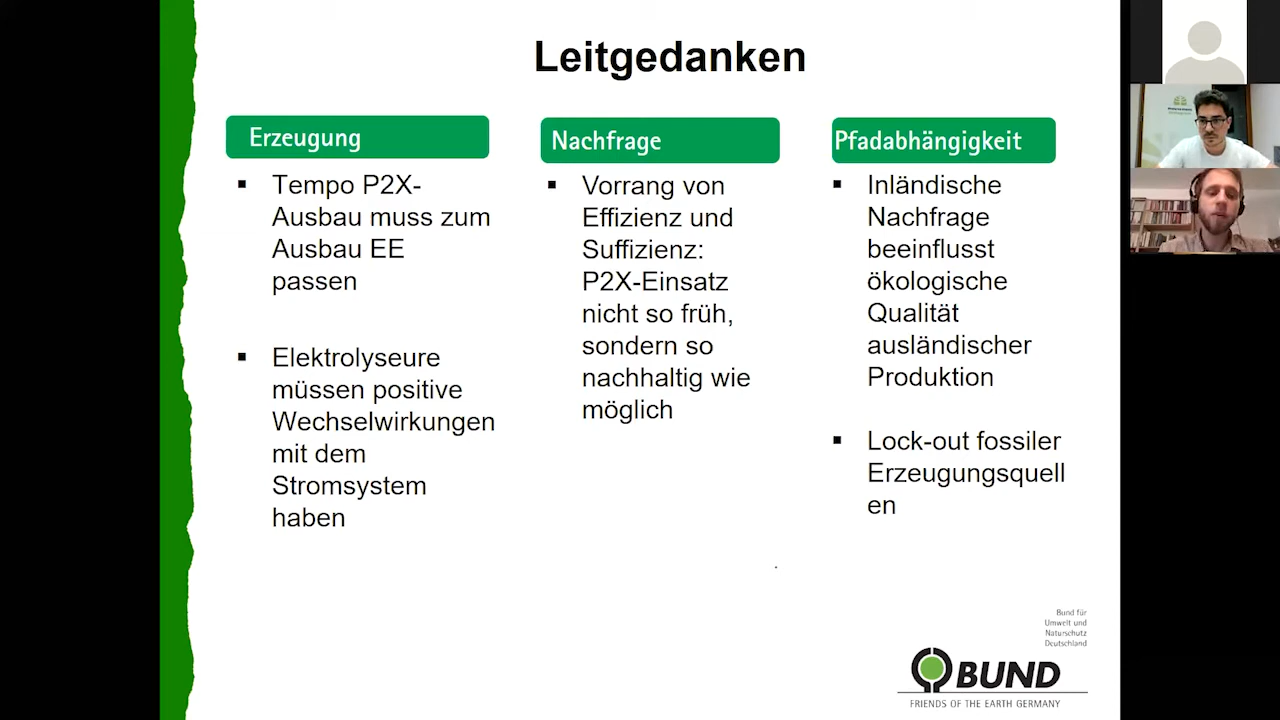 Leitgedanken
Erzeugung
▪ Tempo P2X-
Ausbau muss zum
Ausbau EE
passen
▪ Elektrolyseure
müssen positive
Wechselwirkungen
mit dem
Stromsystem
haben
Nachfrage
▪ Vorrang von
Effizienz und
Suffizienz:
P2X-Einsatz
nicht so früh,
sondern so
nachhaltig wie
möglich
Pfadabhängigkeit
▪ Inländische
Nachfrage
beeinflusst
ökologische
Qualität
ausländischer
Produktion
▪ Lock-out fossiler
Erzeugungsquell
en
Bund für
Umwelt und
Naturschutz
Deutschland
BUND
FRIENDS OF THE EARTH GERMANY